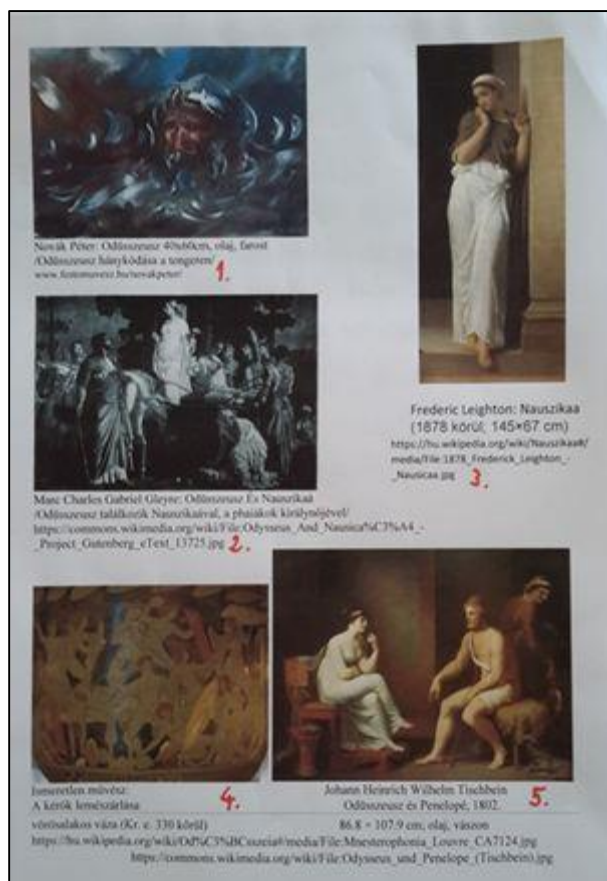 Novák Péter: Odüsszeusz 40x60cm, olaj, farost
/Odüsszeusz hánykódása a tengeren/
www.festomuvesz.hu/novakpeter/ 1.
Frederic Leighton: Nauszikaa
(1878 körül; 145×67 cm)
https://hu.wikipedia.org/wiki/Nauszikaa#/
media/File:1878_Frederick_Leighton_-
_Nausicaa.jpg 3.
Marc Charles Gabriel Gleyre: Odüsszeusz És Nauszikaá
/Odüsszeusz találkozik Nauszikaával, a phaiákok királynőjével/
https://commons.wikimedia.org/wiki/File:Odysseus_And_Nausica%C3%A4_-
_Project_Gutenberg_eText_13725.jpg 2.
Ismeretlen művész:
A kérők lemészárlása 4.
vörösalakos váza (Kr. e. 330 körül)
Johann Heinrich Wilhelm Tischbein 5.
Odüsszeusz és Penelopé, 1802.
86.8 × 107.9 cm, olaj, vászon
https://hu.wikipedia.org/wiki/Od%C3%BCsszeia#/media/File:Mnesterophonia_Louvre_CA7124.jpg
https://commons.wikimedia.org/wiki/File:Odysseus_und_Penelope_(Tischbein).jpg